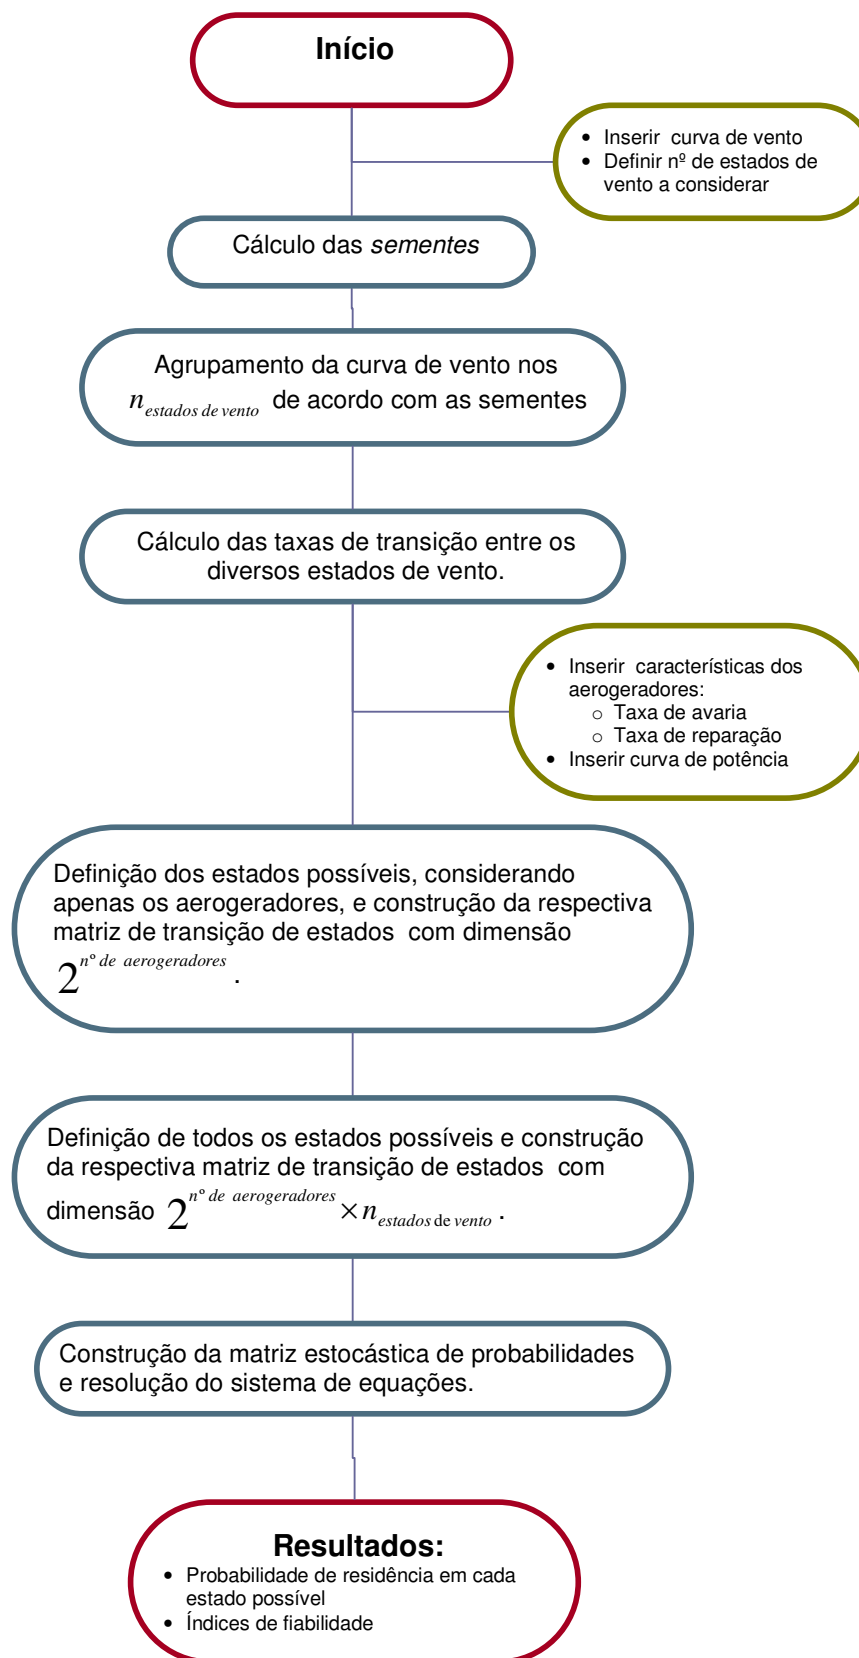 Início
• Inserir curva de vento
• Definir nº de estados de
vento a considerar
Cálculo das sementes
Agrupamento da curva de vento nos
n estados de vento de acordo com as sementes
Cálculo das taxas de transição entre os
diversos estados de vento.
• Inserir características dos
aerogeradores:
○ Taxa de avaria
○ Taxa de reparação
• Inserir curva de potência
Definição dos estados possíveis, considerando
apenas os aerogeradores, e construção da respectiva
matriz de transição de estados com dimensão
2^nº de aerogeradores .
Definição de todos os estados possíveis e construção
da respectiva matriz de transição de estados com
dimensão 2^nº de aerogeradores × n estados de vento .
Construção da matriz estocástica de probabilidades
e resolução do sistema de equações.
Resultados:
• Probabilidade de residência em cada
estado possível
• Índices de fiabilidade